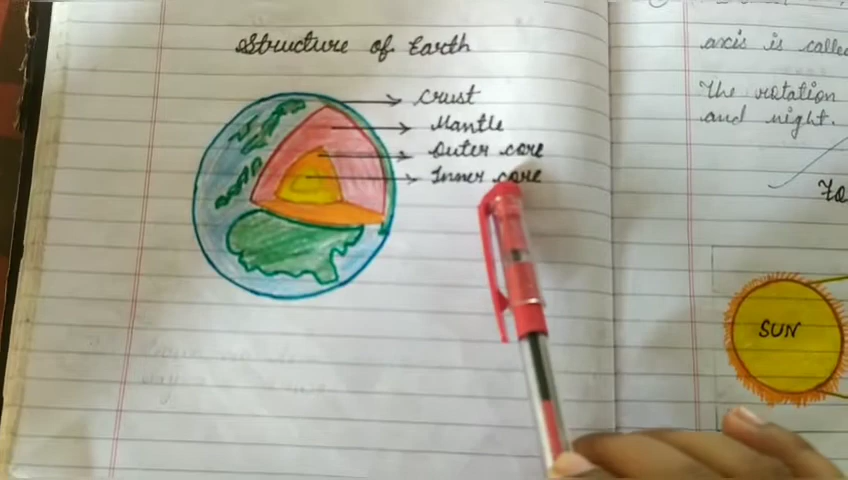 Structure of Earth
Crust
Mantle
Outer core
Inner core
axis is called
The rotation
and night.
SUN